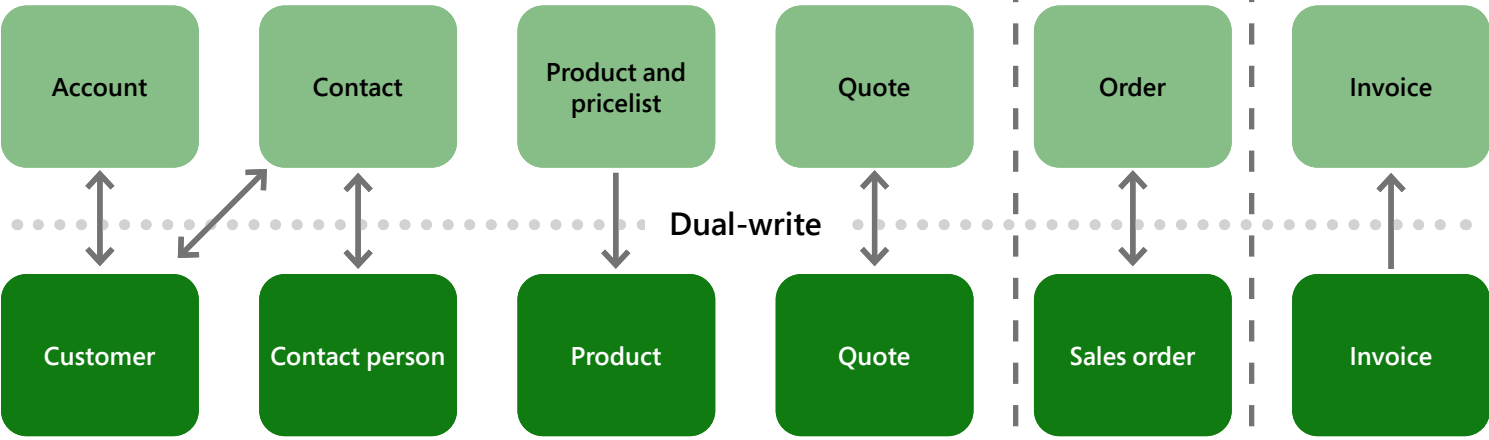 Account
Contact
Product and
pricelist
Quote
Order
Invoice
Dual-write
Customer
Contact person
Product
Quote
Sales order
Invoice